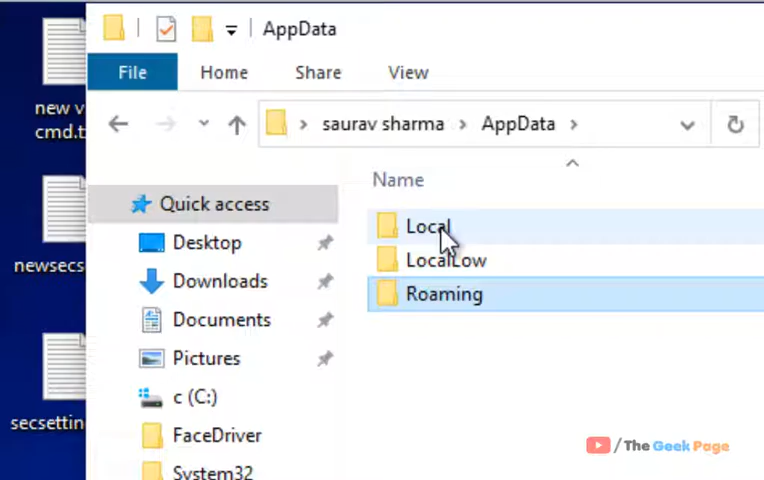 AppData
File Home Share View
saurav sharma > AppData >
Name
new v
cmd.t
Quick access
Local
Desktop
LocalLow
newsecs
Downloads
Roaming
Documents
Pictures
c (C:)
secsettin
FaceDriver
/ The Geek Page
System32